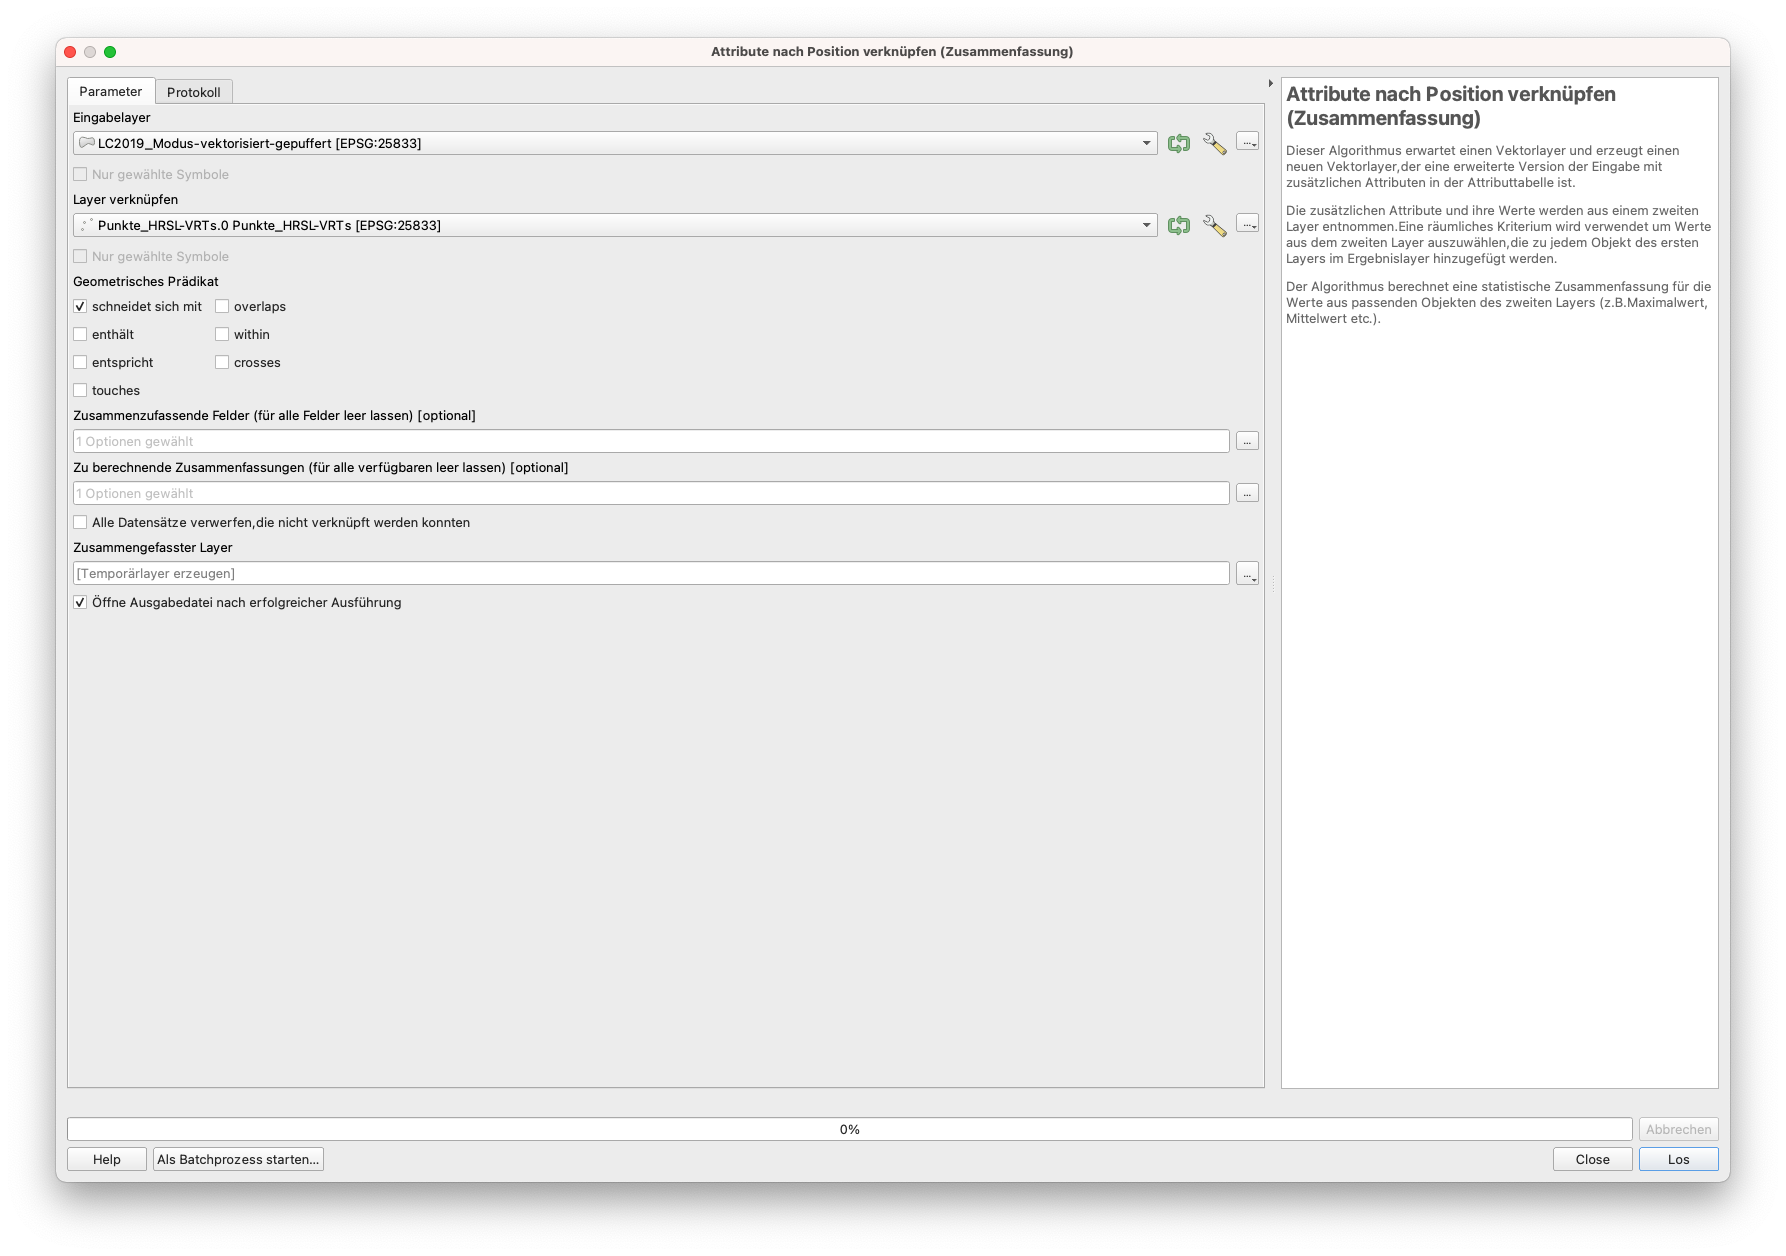 Attribute nach Position verknüpfen (Zusammenfassung)
Parameter
Protokoll
Eingabelayer
LC2019_Modus-vektorisiert-gepuffert [EPSG:25833]
...
Nur gewählte Symbole
Layer verknüpfen
Punkte_HRSL-VRTs.0 Punkte_HRSL-VRTs [EPSG:25833]
...
Nur gewählte Symbole
Geometrisches Prädikat
schneidet sich mit
overlaps
enthält
within
entspricht
crosses
touches
Zusammenzufassende Felder (für alle Felder leer lassen) [optional]
1 Optionen gewählt
...
Zu berechnende Zusammenfassungen (für alle verfügbaren leer lassen) [optional]
1 Optionen gewählt
...
Alle Datensätze verwerfen,die nicht verknüpft werden konnten
Zusammengefasster Layer
[Temporärlayer erzeugen]
...
Öffne Ausgabedatei nach erfolgreicher Ausführung
Attribute nach Position verknüpfen
(Zusammenfassung)
Dieser Algorithmus erwartet einen Vektorlayer und erzeugt einen
neuen Vektorlayer,der eine erweiterte Version der Eingabe mit
zusätzlichen Attributen in der Attributtabelle ist.
Die zusätzlichen Attribute und ihre Werte werden aus einem zweiten
Layer entnommen.Eine räumliches Kriterium wird verwendet um Werte
aus dem zweiten Layer auszuwählen,die zu jedem Objekt des ersten
Layers im Ergebnislayer hinzugefügt werden.
Der Algorithmus berechnet eine statistische Zusammenfassung für die
Werte aus passenden Objekten des zweiten Layers (z.B.Maximalwert,
Mittelwert etc.).
0%
Abbrechen
Help
Als Batchprozess starten...
Close
Los